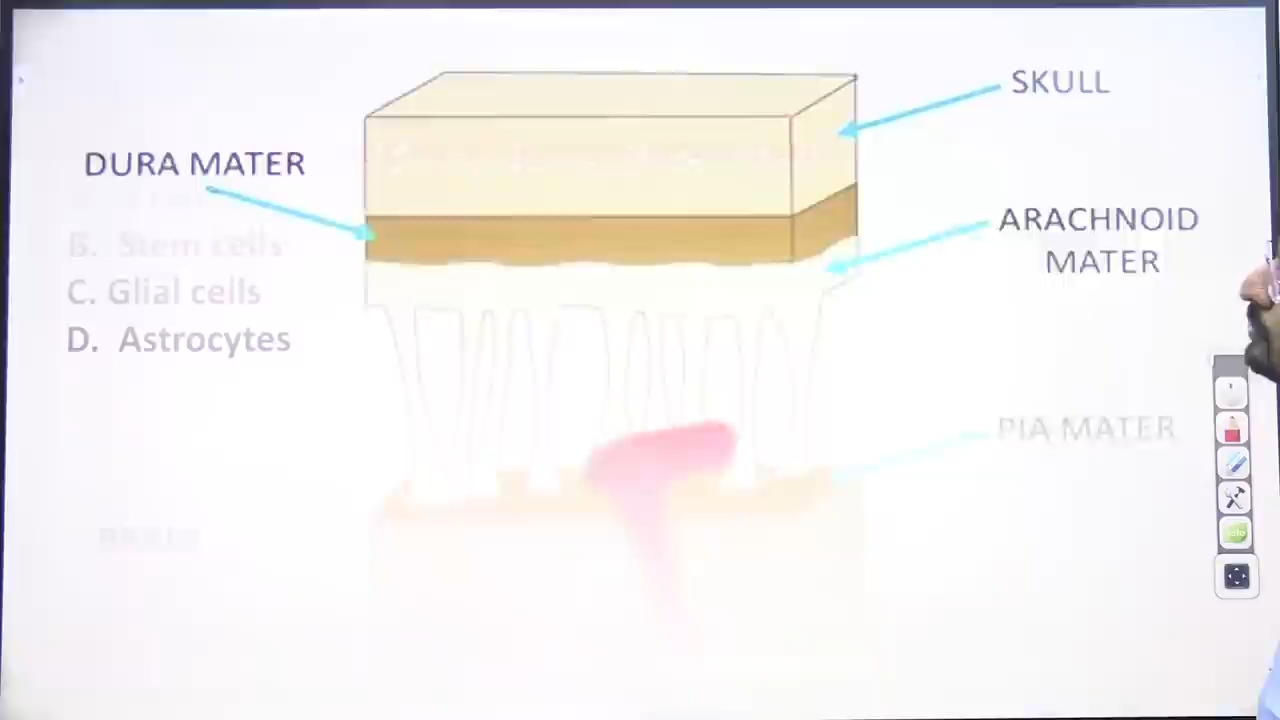 SKULL
DURA MATER
ARACHNOID
MATER
B. Stem cells
C. Glial cells
D. Astrocytes
PIA MATER